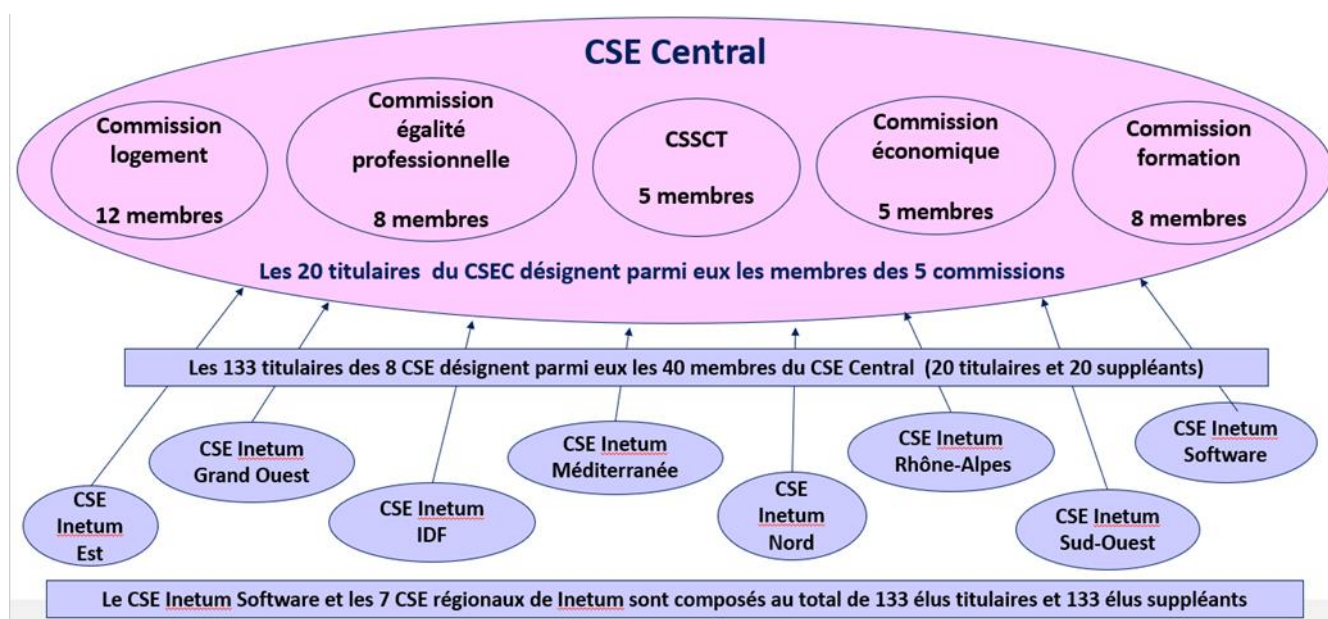 CSE Central
Commission
logement
12 membres
Commission
égalité
professionnelle
8 membres
CSSCT
5 membres
Commission
économique
5 membres
Commission
formation
8 membres
Les 20 titulaires du CSEC désignent parmi eux les membres des 5 commissions
Les 133 titulaires des 8 CSE désignent parmi eux les 40 membres du CSE Central (20 titulaires et 20 suppléants)
CSE
Inetum
Est
CSE Inetum
Grand Ouest
CSE Inetum
IDF
CSE Inetum
Méditerranée
CSE
Inetum
Nord
CSE Inetum
Rhône-Alpes
CSE Inetum
Sud-Ouest
CSE Inetum
Software
Le CSE Inetum Software et les 7 CSE régionaux de Inetum sont composés au total de 133 élus titulaires et 133 élus suppléants